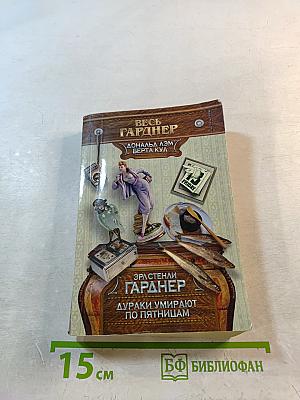 ВЕСЬ
ГАРДНЕР
ДОНАЛЬД ЛЭМ
БЕРТА КУЛ
ЭРЛ СТЕНЛИ
ГАРДНЕР
ДУРАКИ УМИРАЮТ
ПО ПЯТНИЦАМ
15 см
БФ БИБЛИОФАН